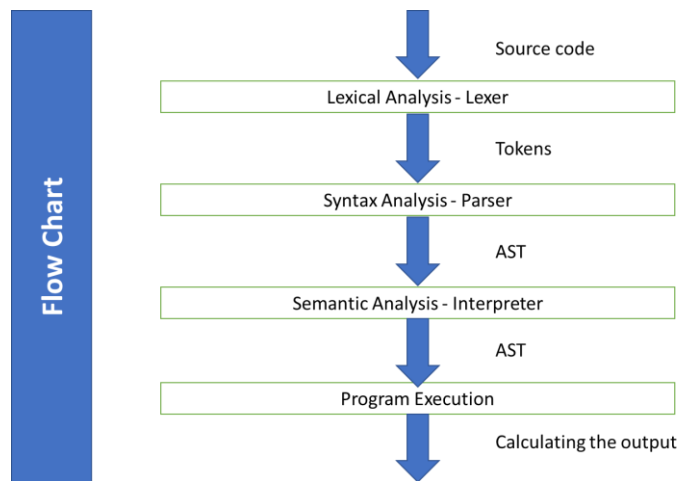 Flow Chart
Source code
Lexical Analysis - Lexer
Tokens
Syntax Analysis - Parser
AST
Semantic Analysis - Interpreter
AST
Program Execution
Calculating the output